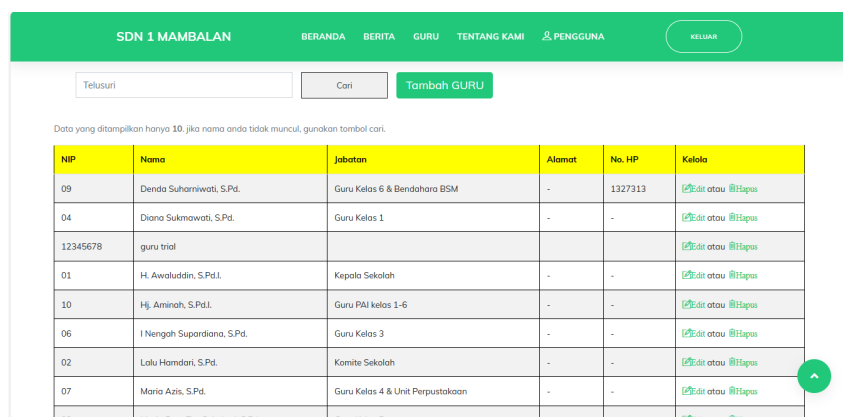 SDN 1 MAMBALAN BERANDA BERITA GURU TENTANG KAMI PENGGUNA KELUAR
Telusuri Cari Tambah GURU
Data yang ditampilkan hanya 10. jika nama anda tidak muncul, gunakan tombol cari.
NIP Nama Jabatan Alamat No. HP Kelola
09 Denda Suharniwati, S.Pd. Guru Kelas 6 & Bendahara BSM - 1327313 Edit atau Hapus
04 Diana Sukmawati, S.Pd. Guru Kelas 1 - - Edit atau Hapus
12345678 guru trial Edit atau Hapus
01 H. Awaluddin, S.Pd.I. Kepala Sekolah - - Edit atau Hapus
10 Hj. Aminah, S.Pd.I. Guru PAI kelas 1-6 - - Edit atau Hapus
06 I Nengah Supardiana, S.Pd. Guru Kelas 3 - - Edit atau Hapus
02 Lalu Hamdari, S.Pd. Komite Sekolah - - Edit atau Hapus
07 Maria Azis, S.Pd. Guru Kelas 4 & Unit Perpustakaan - - Edit atau Hapus